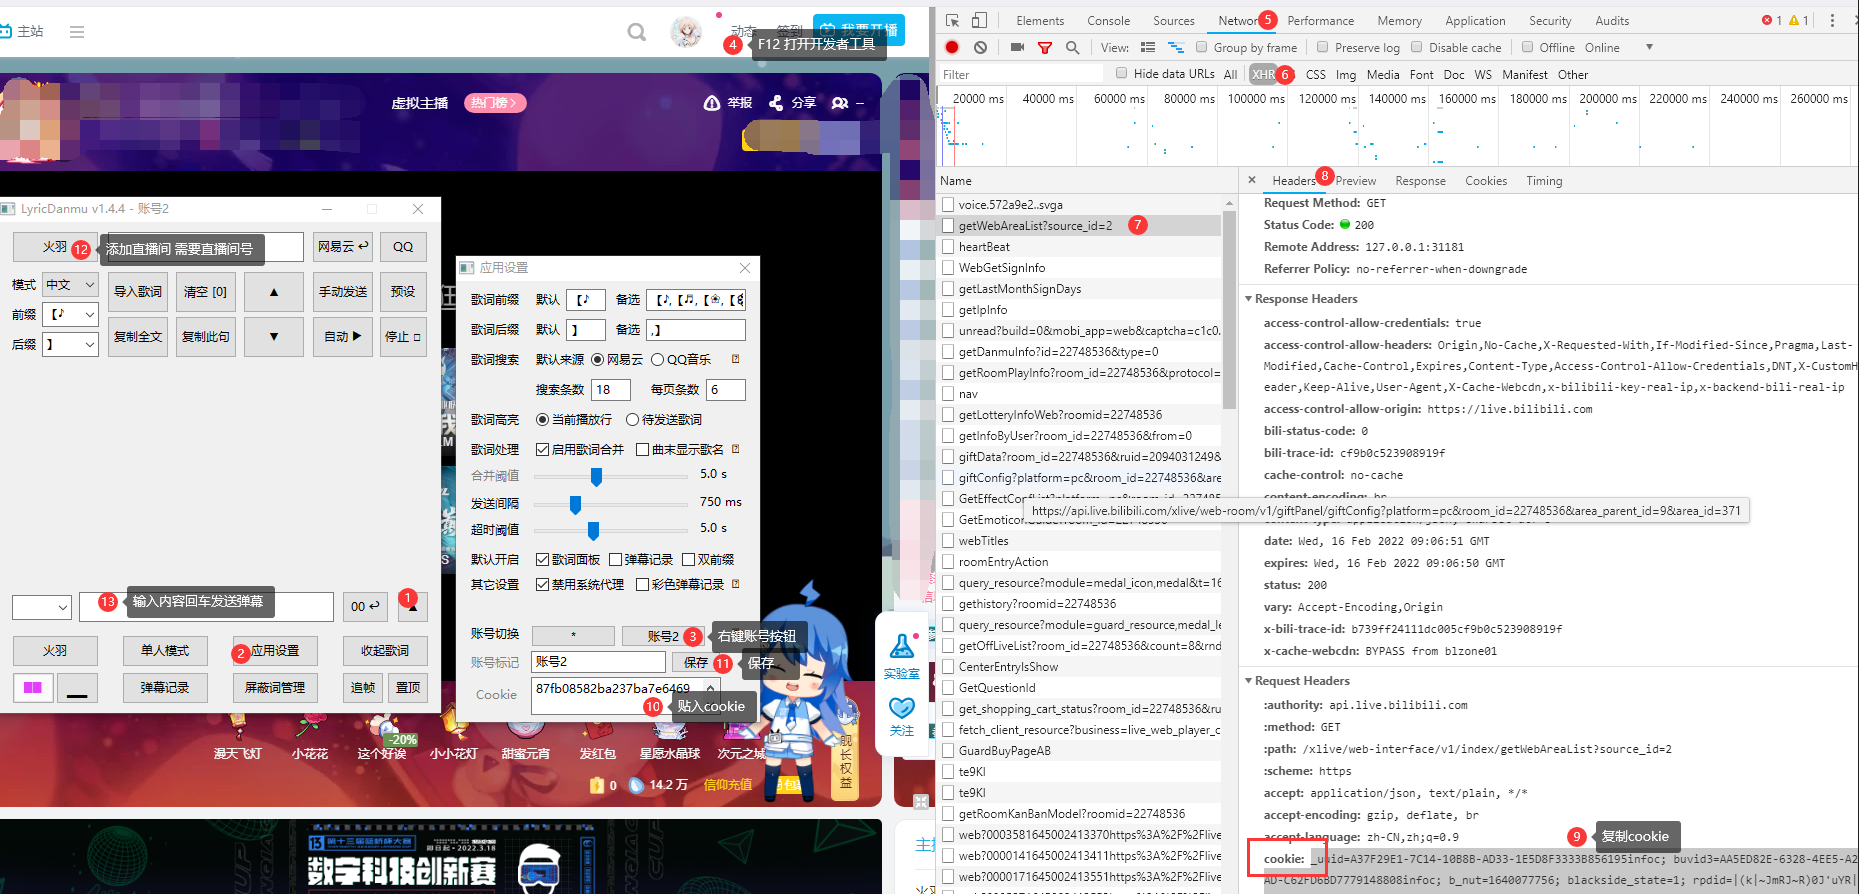 主站
动态
签到
我要开播
4 F12 打开开发者工具
虚拟主播
热门榜
举报
分享
LyricDanmu v1.4.4 - 账号2
火羽
12 添加直播间 需要直播间号
网易云 ↩
QQ
模式 中文
导入歌词
清空 [0]
▲
手动发送
预设
前缀 【♪
后缀 】
复制全文
复制此句
▼
自动 ▶
停止 □
13 输入内容回车发送弹幕
00 ↩
1
▲
火羽
单人模式
2 应用设置
收起歌词
弹幕记录
屏蔽词管理
追帧
置顶
应用设置
歌词前缀 默认 【♪ 备选
歌词后缀 默认 】 备选 ,】
歌词搜索 默认来源 网易云 QQ音乐
搜索条数 18 每页条数 6
歌词高亮 当前播放行 待发送歌词
歌词处理 启用歌词合并 曲末显示歌名
合并阈值 5.0 s
发送间隔 750 ms
超时阈值 5.0 s
默认开启 歌词面板 弹幕记录 双前缀
其它设置 禁用系统代理 彩色弹幕记录
账号切换 * 账号2 3 右键账号按钮
账号标记 账号2 保存 11 保存
Cookie 87fb08582ba237ba7e6469
10 贴入cookie
实验室
关注
-20%
漫天飞灯
小花花
这个好诶
小小花灯
甜蜜元宵
发红包
星愿水晶球
次元之城
舰长权益
0
14.2 万
信仰充值
数字科技创新赛
Elements
Console
Sources
Network 5
Performance
Memory
Application
Security
Audits
1
1
View:
Group by frame
Preserve log
Disable cache
Offline
Online
Filter
Hide data URLs
All
XHR 6
CSS
Img
Media
Font
Doc
WS
Manifest
Other
20000 ms
40000 ms
60000 ms
80000 ms
100000 ms
120000 ms
140000 ms
160000 ms
180000 ms
200000 ms
220000 ms
240000 ms
260000 ms
Name
voice.572a9e2..svga
getWebAreaList?source_id=2 7
heartBeat
WebGetSignInfo
getLastMonthSignDays
getIpInfo
unread?build=0&mobi_app=web&captcha=c1c0.
getDanmuInfo?id=22748536&type=0
getRoomPlayInfo?room_id=22748536&protocol=
nav
getLotteryInfoWeb?roomid=22748536
getInfoByUser?room_id=22748536&from=0
giftData?room_id=22748536&ruid=2094031249&
giftConfig?platform=pc&room_id=22748536&are
https://api.live.bilibili.com/xlive/web-room/v1/giftPanel/giftConfig?platform=pc&room_id=22748536&area_parent_id=9&area_id=371
webTitles
roomEntryAction
query_resource?module=medal_icon,medal&t=16
gethistory?roomid=22748536
query_resource?module=guard_resource,medal_le
getOffLiveList?room_id=22748536&count=8&rnd
CenterEntryIsShow
GetQuestionId
get_shopping_cart_status?room_id=22748536&ru
fetch_client_resource?business=live_web_player_c
GuardBuyPageAB
te9KI
te9KI
getRoomKanBanModel?roomid=22748536
web?0003581645002413370https%3A%2F%2Flive
web?0000141645002413411https%3A%2F%2Flive
web?0000171645002413551https%3A%2F%2Flive
Headers 8
Preview
Response
Cookies
Timing
Request Method: GET
Status Code: 200
Remote Address: 127.0.0.1:31181
Referrer Policy: no-referrer-when-downgrade
Response Headers
access-control-allow-credentials: true
access-control-allow-headers: Origin,No-Cache,X-Requested-With,If-Modified-Since,Pragma,Last-
Modified,Cache-Control,Expires,Content-Type,Access-Control-Allow-Credentials,DNT,X-CustomH
eader,Keep-Alive,User-Agent,X-Cache-Webcdn,x-bilibili-key-real-ip,x-backend-bili-real-ip
access-control-allow-origin: https://live.bilibili.com
bili-status-code: 0
bili-trace-id: cf9b0c523908919f
cache-control: no-cache
content-encoding: br
date: Wed, 16 Feb 2022 09:06:51 GMT
expires: Wed, 16 Feb 2022 09:06:50 GMT
status: 200
vary: Accept-Encoding,Origin
x-bili-trace-id: b739ff24111dc005cf9b0c523908919f
x-cache-webcdn: BYPASS from blzone01
Request Headers
:authority: api.live.bilibili.com
:method: GET
:path: /xlive/web-interface/v1/index/getWebAreaList?source_id=2
:scheme: https
accept: application/json, text/plain, */*
accept-encoding: gzip, deflate, br
accept-language: zh-CN,zh;q=0.9
9 复制cookie
cookie: _uuid=A37F29E1-7C14-10B8B-AD33-1E5D8F3333B856195infoc; buvid3=AA5ED82E-6328-4EE5-A2
AD-C62FD6BD7779148808infoc; b_nut=1640077756; blackside_state=1; rpdid=|(k|~JmRJ~R)0J'uYR|